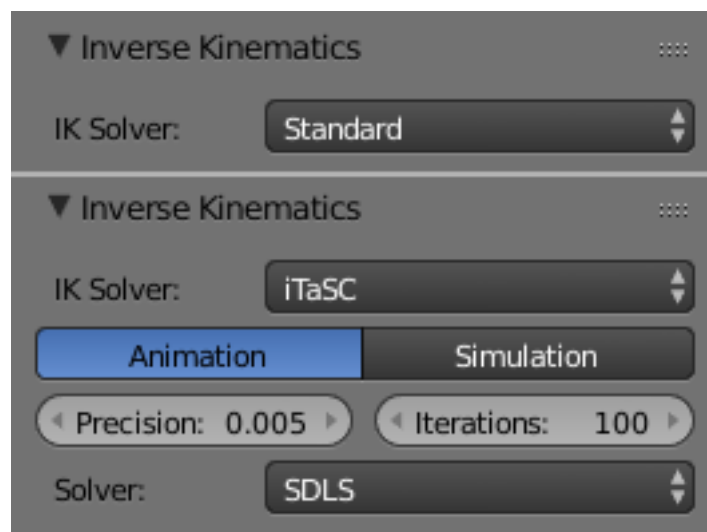 Inverse Kinematics
IK Solver: Standard
Inverse Kinematics
IK Solver: iTaSC
Animation Simulation
Precision: 0.005 Iterations: 100
Solver: SDLS